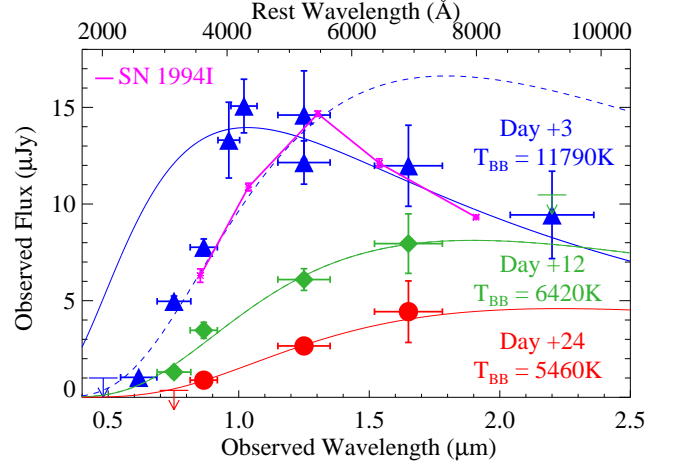 Rest Wavelength (Å)
2000 4000 6000 8000 10000
SN 1994I
15
10
5
0
Observed Flux (μJy)
Day +3
T_BB = 11790K
Day +12
T_BB = 6420K
Day +24
T_BB = 5460K
0.5 1.0 1.5 2.0 2.5
Observed Wavelength (μm)